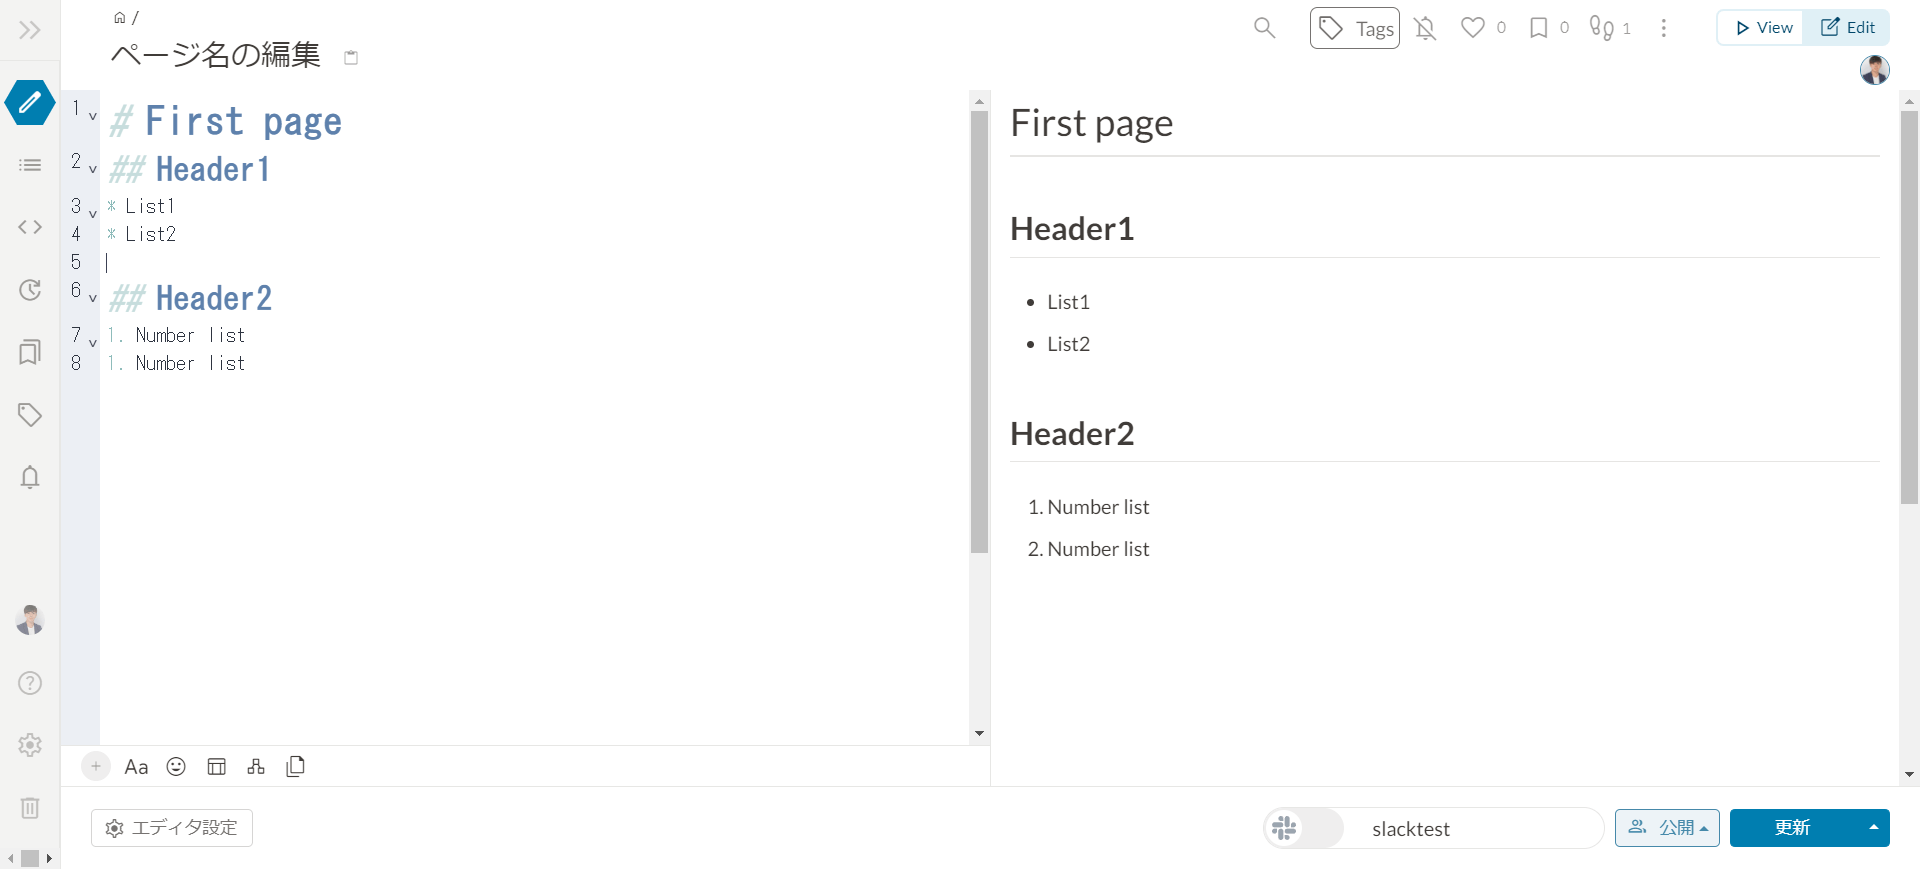 /
ページ名の編集
Tags
0
0
1
View
Edit
1 # First page
2 ## Header1
3 * List1
4 * List2
5
6 ## Header2
7 1. Number list
8 1. Number list
First page
Header1
• List1
• List2
Header2
1. Number list
2. Number list
+
Aa
エディタ設定
slacktest
公開
更新